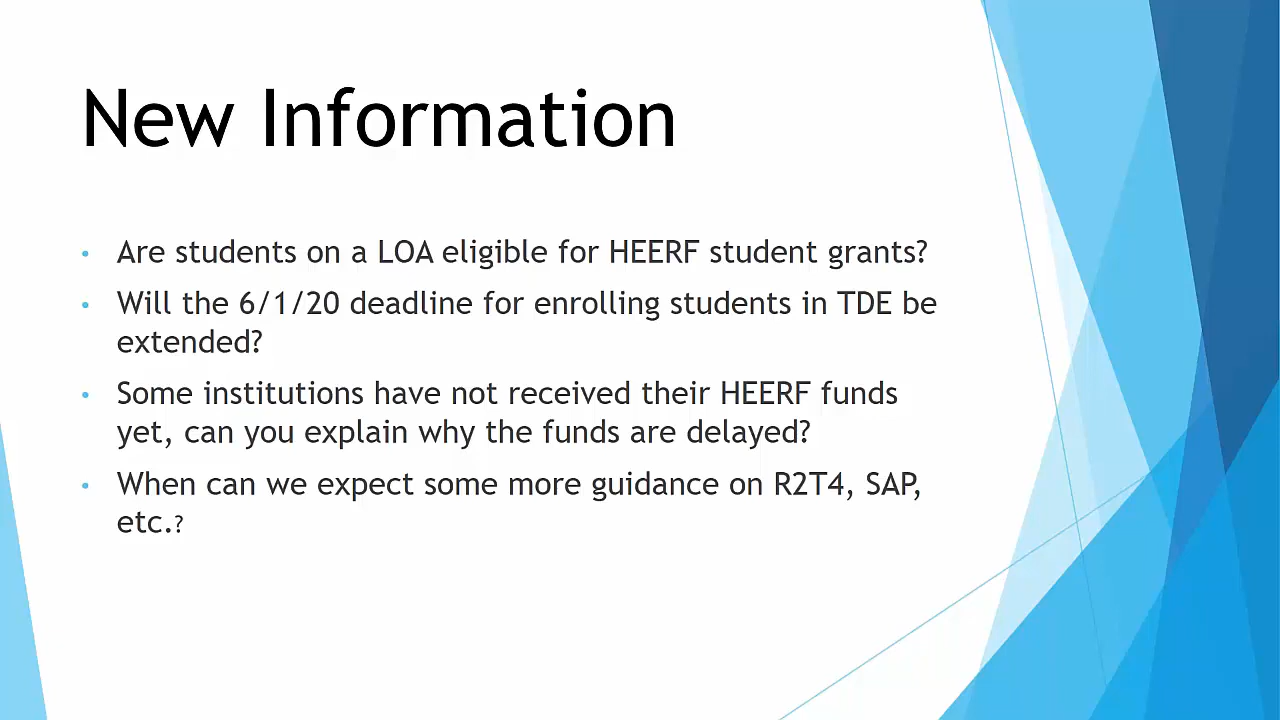 New Information
• Are students on a LOA eligible for HEERF student grants?
• Will the 6/1/20 deadline for enrolling students in TDE be
extended?
• Some institutions have not received their HEERF funds
yet, can you explain why the funds are delayed?
• When can we expect some more guidance on R2T4, SAP,
etc.?